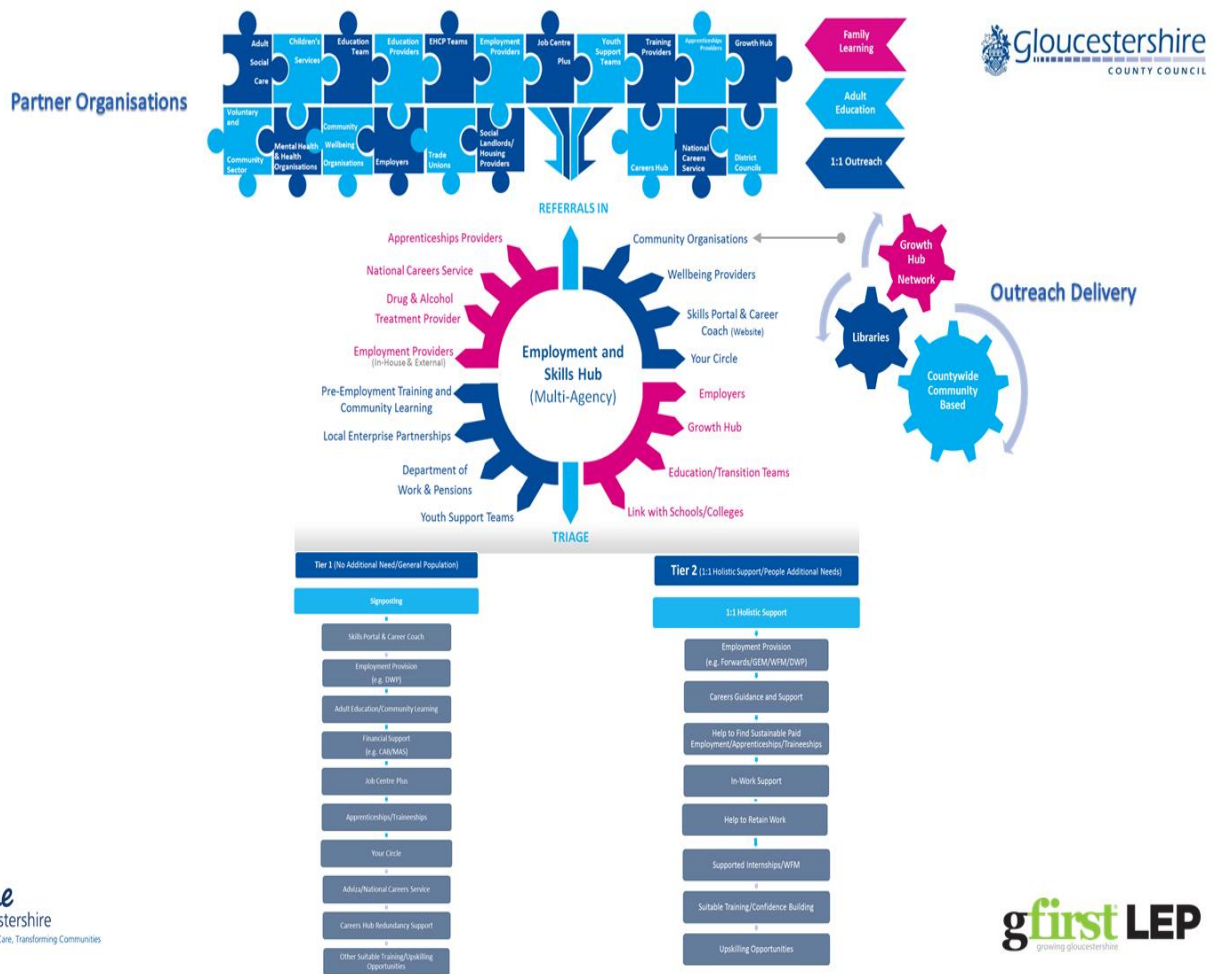 Partner Organisations
Adult
Social
Care
Children's
Services
Education
Team
Education
Providers
EHCP Teams
Employment
Providers
Job Centre
Plus
Youth
Support
Teams
Training
Providers
Apprenticeships
Providers
Growth Hub
Voluntary
and
Community
Sector
Mental Health
& Health
Organisations
Community
Wellbeing
Organisations
Employers
Trade
Unions
Social
Landlords/
Housing
Providers
Careers Hub
National
Careers
Service
District
Councils
Family
Learning
Adult
Education
1:1 Outreach
Gloucestershire
COUNTY COUNCIL
REFERRALS IN
Apprenticeships Providers
National Careers Service
Drug & Alcohol
Treatment Provider
Employment Providers
(In-House & External)
Pre-Employment Training and
Community Learning
Local Enterprise Partnerships
Department of
Work & Pensions
Youth Support Teams
Employment and
Skills Hub
(Multi-Agency)
Community Organisations
Wellbeing Providers
Skills Portal & Career
Coach (Website)
Your Circle
Employers
Growth Hub
Education/Transition Teams
Link with Schools/Colleges
Growth
Hub
Network
Libraries
Countywide
Community
Based
Outreach Delivery
TRIAGE
Tier 1 (No Additional Need/General Population)
Signposting
Skills Portal & Career Coach
Employment Provision
(e.g. DWP)
Adult Education/Community Learning
Financial Support
(e.g. CAB/MAS)
Job Centre Plus
Apprenticeships/Traineeships
Your Circle
Adviza/National Careers Service
Careers Hub Redundancy Support
Other Suitable Training/Upskilling
Opportunities
Tier 2 (1:1 Holistic Support/People Additional Needs)
1:1 Holistic Support
Employment Provision
(e.g. Forwards/GEM/WFM/DWP)
Careers Guidance and Support
Help to Find Sustainable Paid
Employment/Apprenticeships/Traineeships
In-Work Support
Help to Retain Work
Supported Internships/WFM
Suitable Training/Confidence Building
Upskilling Opportunities
e
stershire
Care, Transforming Communities
gfirst LEP
growing gloucestershire